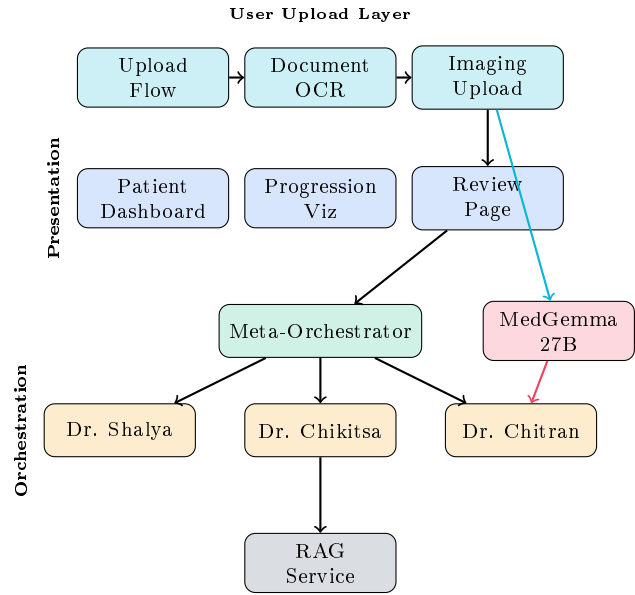 User Upload Layer
Upload
Flow
Document
OCR
Imaging
Upload
Presentation
Patient
Dashboard
Progression
Viz
Review
Page
Meta-Orchestrator
MedGemma
27B
Orchestration
Dr. Shalya
Dr. Chikitsa
Dr. Chitran
RAG
Service